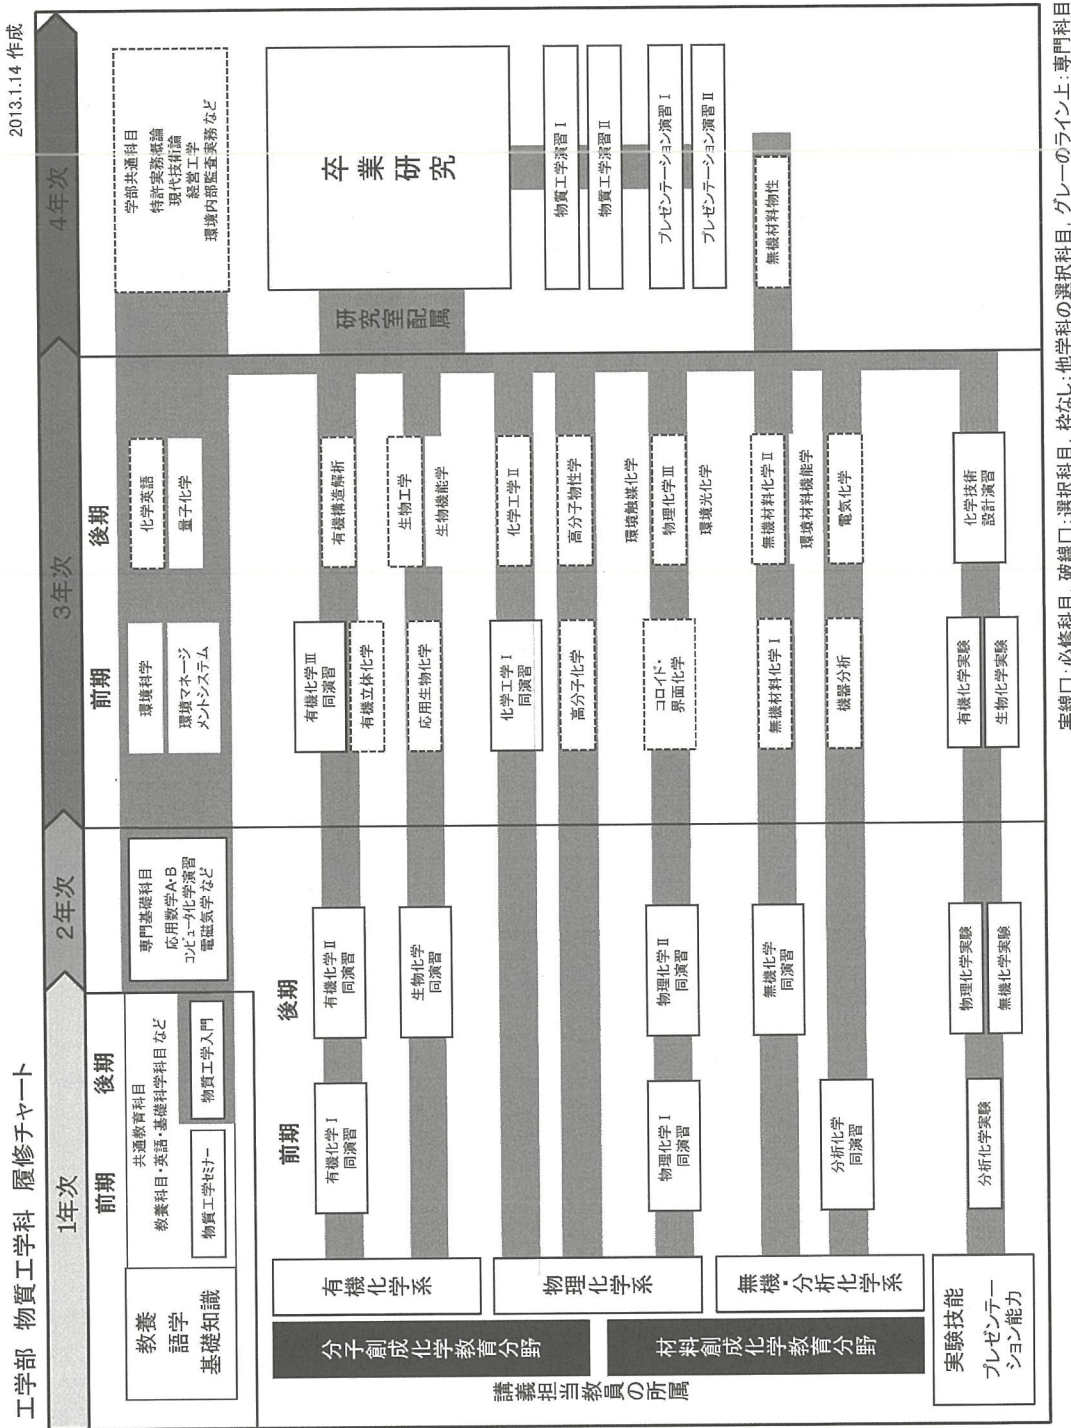 工学部 物質工学科 履修チャート
2013.1.14 作成
1年次
2年次
3年次
4年次
前期
後期
前期
後期
教養
語学
基礎知識
共通教育科目
教養科目・英語・基礎科学科目 など
物質工学セミナー
物質工学入門
専門基礎科目
応用数学A・B
コンピュータ化学演習
電磁気学 など
環境科学
環境マネージ
メントシステム
化学英語
量子化学
学部共通科目
特許実務概論
現代技術論
経営工学
環境内部監査実務 など
前期
後期
講義担当教員の所属
分子創成化学教育分野
材料創成化学教育分野
有機化学系
有機化学Ⅰ
同演習
有機化学Ⅱ
同演習
有機化学Ⅲ
同演習
有機立体化学
有機構造解析
生物化学
同演習
応用生物化学
生物工学
生物機能学
研究室配属
卒業研究
物理化学系
化学工学Ⅰ
同演習
化学工学Ⅱ
高分子化学
高分子物性学
物理化学Ⅰ
同演習
物理化学Ⅱ
同演習
コロイド・
界面化学
環境触媒化学
物理化学Ⅲ
環境光化学
物質工学演習Ⅰ
物質工学演習Ⅱ
プレゼンテーション演習Ⅰ
プレゼンテーション演習Ⅱ
無機・分析化学系
無機化学
同演習
無機材料化学Ⅰ
無機材料化学Ⅱ
環境材料機能学
無機材料物性
分析化学
同演習
機器分析
電気化学
実験技能
プレゼンテー
ション能力
分析化学実験
物理化学実験
無機化学実験
有機化学実験
生物化学実験
化学技術
設計演習
実線口:必修科目, 破線口:選択科目, 枠なし:他学科の選択科目, グレーのライン上:専門科目